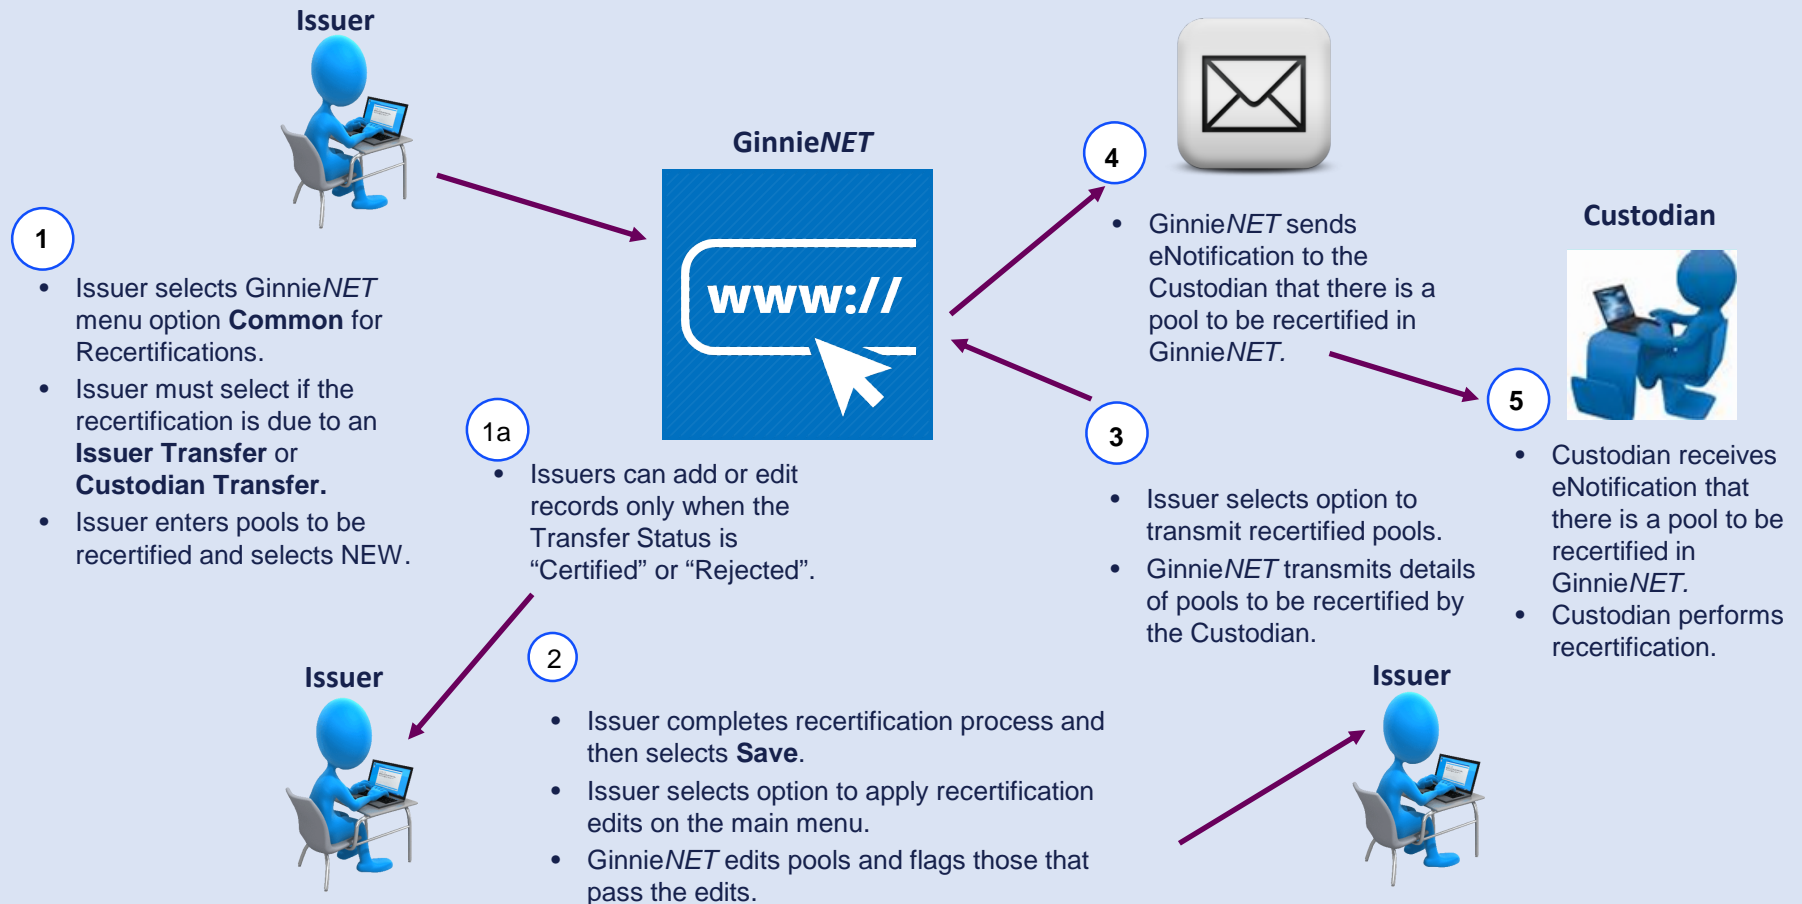 Issuer
1
• Issuer selects GinnieNET
menu option Common for
Recertifications.
• Issuer must select if the
recertification is due to an
Issuer Transfer or
Custodian Transfer.
• Issuer enters pools to be
recertified and selects NEW.
GinnieNET
www://
1a
• Issuers can add or edit
records only when the
Transfer Status is
“Certified” or “Rejected”.
Issuer
2
• Issuer completes recertification process and
then selects Save.
• Issuer selects option to apply recertification
edits on the main menu.
• GinnieNET edits pools and flags those that
pass the edits.
Issuer
3
• Issuer selects option to
transmit recertified pools.
• GinnieNET transmits details
of pools to be recertified by
the Custodian.
4
• GinnieNET sends
eNotification to the
Custodian that there is a
pool to be recertified in
GinnieNET.
Custodian
5
• Custodian receives
eNotification that
there is a pool to be
recertified in
GinnieNET.
• Custodian performs
recertification.